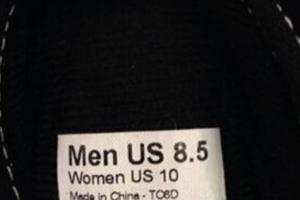 Men US 8.5
Women US 10
Made in China - TO6D